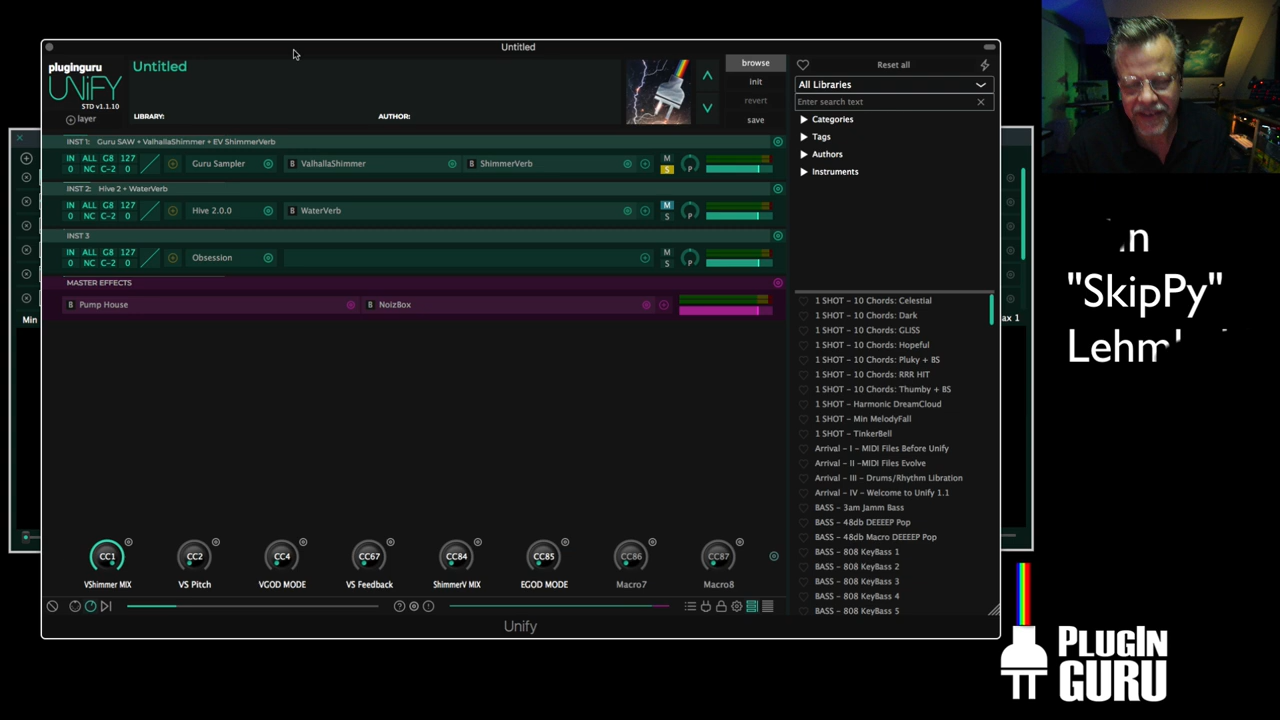 Untitled
pluginguru
UNIFY
STD v1.1.10
layer
Untitled
LIBRARY:
AUTHOR:
browse
init
revert
save
INST 1: Guru SAW + ValhallaShimmer + EV ShimmerVerb
IN ALL G8 127
0 NC C-2 0
Guru Sampler
B ValhallaShimmer
B ShimmerVerb
M
S
P
INST 2: Hive 2 + WaterVerb
IN ALL G8 127
0 NC C-2 0
Hive 2.0.0
B WaterVerb
M
S
P
INST 3
IN ALL G8 127
0 NC C-2 0
Obsession
M
S
P
MASTER EFFECTS
B Pump House
B NoizBox
Min
CC1
CC2
CC4
CC67
CC84
CC85
CC86
CC87
VShimmer MIX
VS Pitch
VGOD MODE
VS Feedback
ShimmerV MIX
EGOD MODE
Macro7
Macro8
Unify
Reset all
All Libraries
Enter search text
Categories
Tags
Authors
Instruments
1 SHOT - 10 Chords: Celestial
1 SHOT - 10 Chords: Dark
1 SHOT - 10 Chords: GLISS
1 SHOT - 10 Chords: Hopeful
1 SHOT - 10 Chords: Pluky + BS
1 SHOT - 10 Chords: RRR HIT
1 SHOT - 10 Chords: Thumby + BS
1 SHOT - Harmonic DreamCloud
1 SHOT - Min MelodyFall
1 SHOT - TinkerBell
Arrival - I - MIDI Files Before Unify
Arrival - II -MIDI Files Evolve
Arrival - III - Drums/Rhythm Libration
Arrival - IV - Welcome to Unify 1.1
BASS - 3am Jamm Bass
BASS - 48db DEEEEP Pop
BASS - 48db Macro DEEEEP Pop
BASS - 808 KeyBass 1
BASS - 808 KeyBass 2
BASS - 808 KeyBass 3
BASS - 808 KeyBass 4
BASS - 808 KeyBass 5
ax 1
n
"SkipPy"
Lehm
PLUGIN
GURU